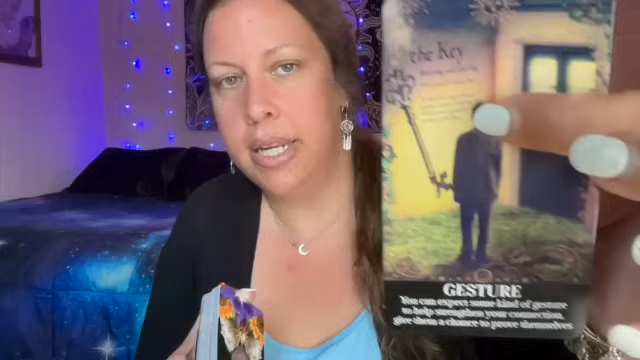 the Key
GESTURE
You can expect some kind of gesture
to help strengthen your connection,
give them a chance to prove themselves